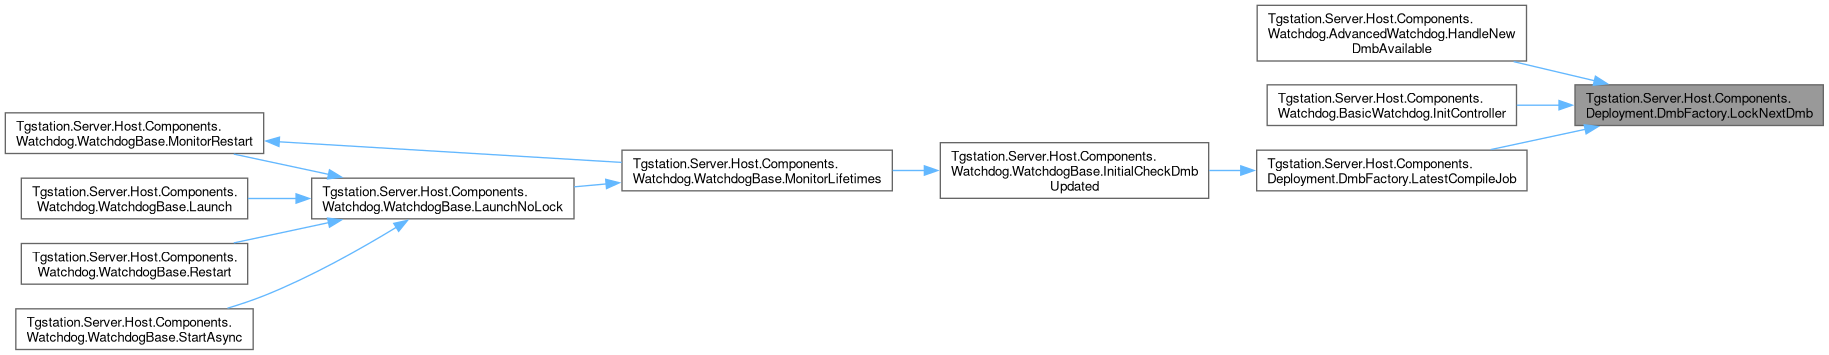 Tgstation.Server.Host.Components.
Watchdog.AdvancedWatchdog.HandleNew
DmbAvailable
Tgstation.Server.Host.Components.
Watchdog.BasicWatchdog.InitController
Tgstation.Server.Host.Components.
Deployment.DmbFactory.LockNextDmb
Tgstation.Server.Host.Components.
Watchdog.WatchdogBase.MonitorRestart
Tgstation.Server.Host.Components.
Watchdog.WatchdogBase.MonitorLifetimes
Tgstation.Server.Host.Components.
Watchdog.WatchdogBase.InitialCheckDmb
Updated
Tgstation.Server.Host.Components.
Deployment.DmbFactory.LatestCompileJob
Tgstation.Server.Host.Components.
Watchdog.WatchdogBase.Launch
Tgstation.Server.Host.Components.
Watchdog.WatchdogBase.LaunchNoLock
Tgstation.Server.Host.Components.
Watchdog.WatchdogBase.Restart
Tgstation.Server.Host.Components.
Watchdog.WatchdogBase.StartAsync